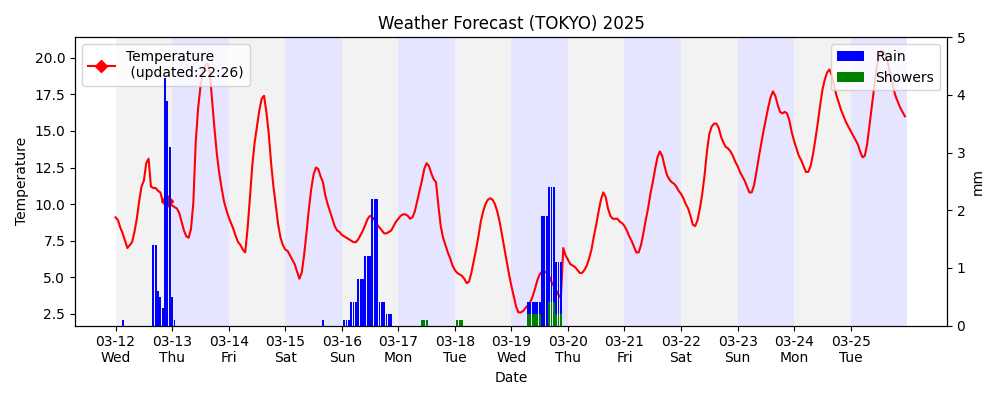 Weather Forecast (TOKYO) 2025
Temperature
(updated:22:26)
Rain
Showers
Temperature
20.0
17.5
15.0
12.5
10.0
7.5
5.0
2.5
5
4
3
2
1
0
mm
03-12 03-13 03-14 03-15 03-16 03-17 03-18 03-19 03-20 03-21 03-22 03-23 03-24 03-25
Wed Thu Fri Sat Sun Mon Tue Wed Thu Fri Sat Sun Mon Tue
Date